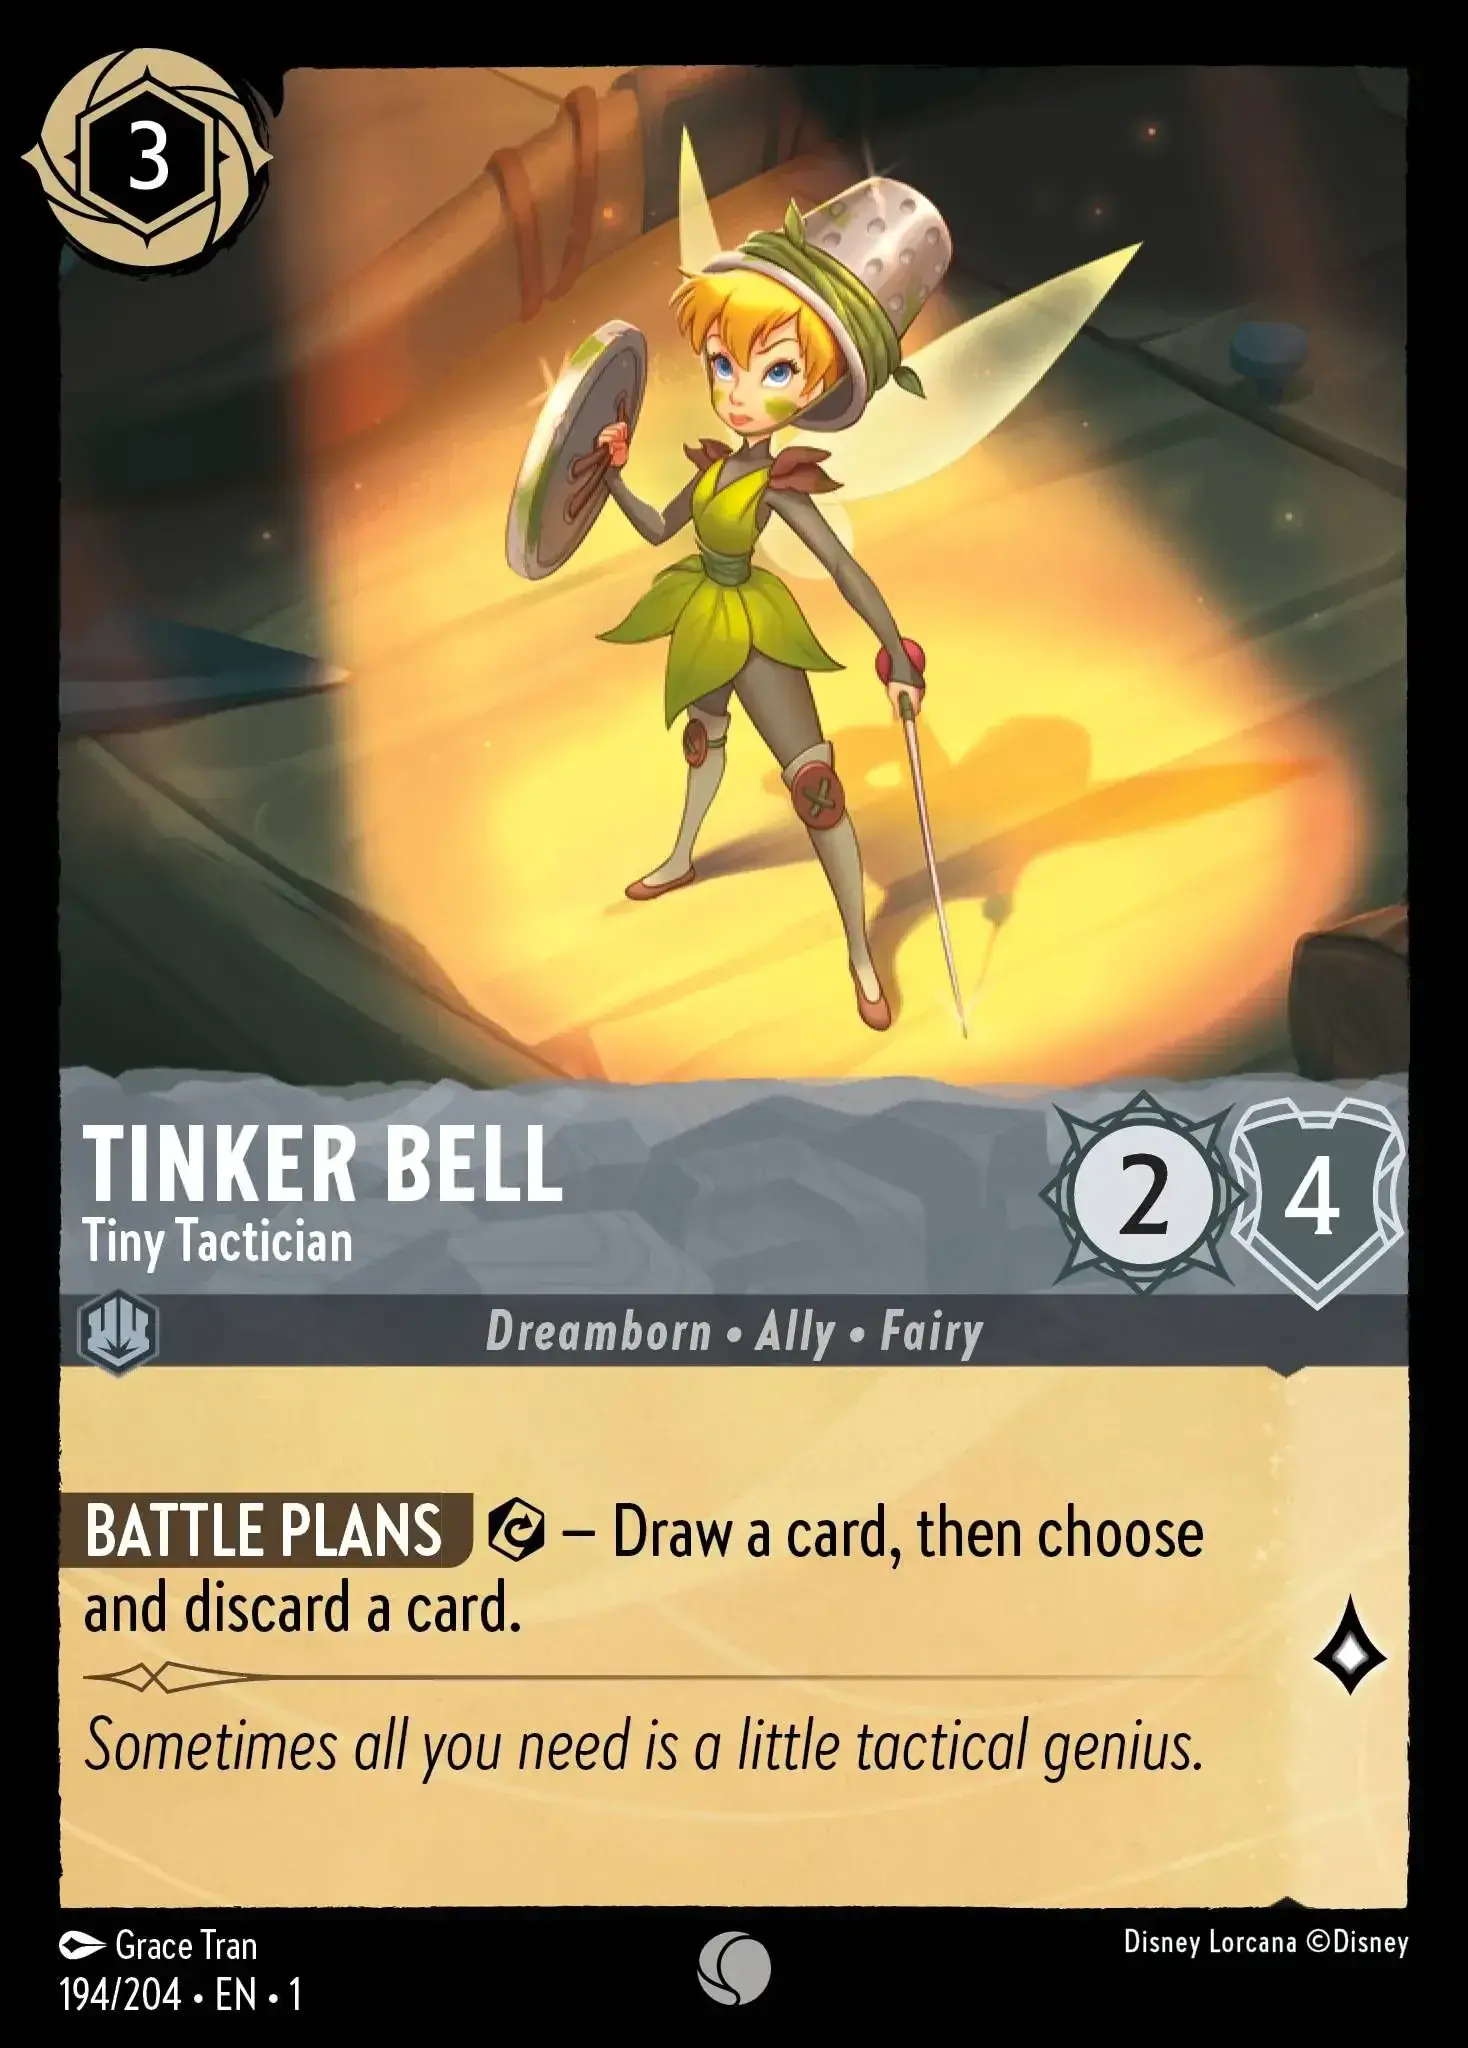 3
TINKER BELL
Tiny Tactician
2
4
Dreamborn • Ally • Fairy
BATTLE PLANS — Draw a card, then choose
and discard a card.
Sometimes all you need is a little tactical genius.
Grace Tran
Disney Lorcana ©Disney
194/204 • EN • 1